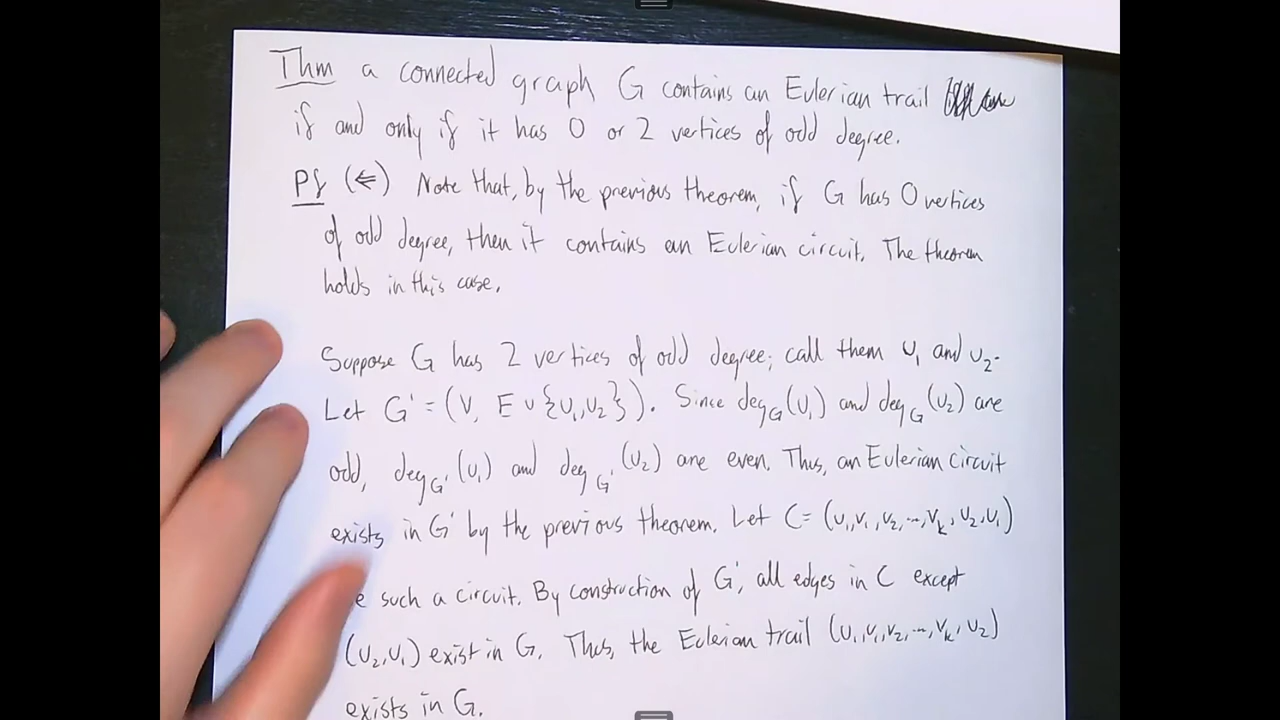 Thm a connected graph G contains an Eulerian trail
if and only if it has 0 or 2 vertices of odd degree.
Pf (⇐) Note that, by the previous theorem, if G has 0 vertices
of odd degree, then it contains an Eulerian circuit. The theorem
holds in this case.
Suppose G has 2 vertices of odd degree; call them u₁ and u₂.
Let G' = (V, E ∪ {u₁,u₂}). Since deg_G(u₁) and deg_G(u₂) are
odd, deg_G'(u₁) and deg_G'(u₂) are even. Thus, an Eulerian circuit
exists in G' by the previous theorem. Let C = (u₁,v₁,v₂,...,vₖ,u₂,u₁)
such a circuit. By construction of G', all edges in C except
(u₂,u₁) exist in G. Thus, the Eulerian trail (u₁,v₁,v₂,...,vₖ,u₂)
exists in G.